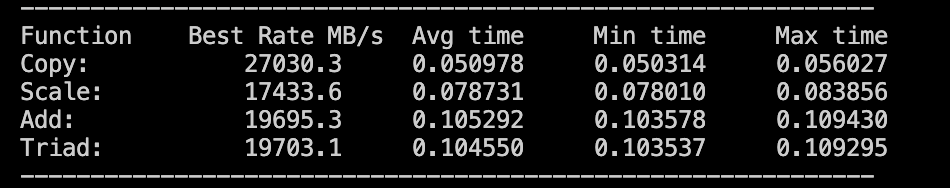 -------------------------------------------------------------
Function    Best Rate MB/s  Avg time     Min time     Max time
Copy:           27030.3     0.050978     0.050314     0.056027
Scale:          17433.6     0.078731     0.078010     0.083856
Add:            19695.3     0.105292     0.103578     0.109430
Triad:          19703.1     0.104550     0.103537     0.109295
-------------------------------------------------------------